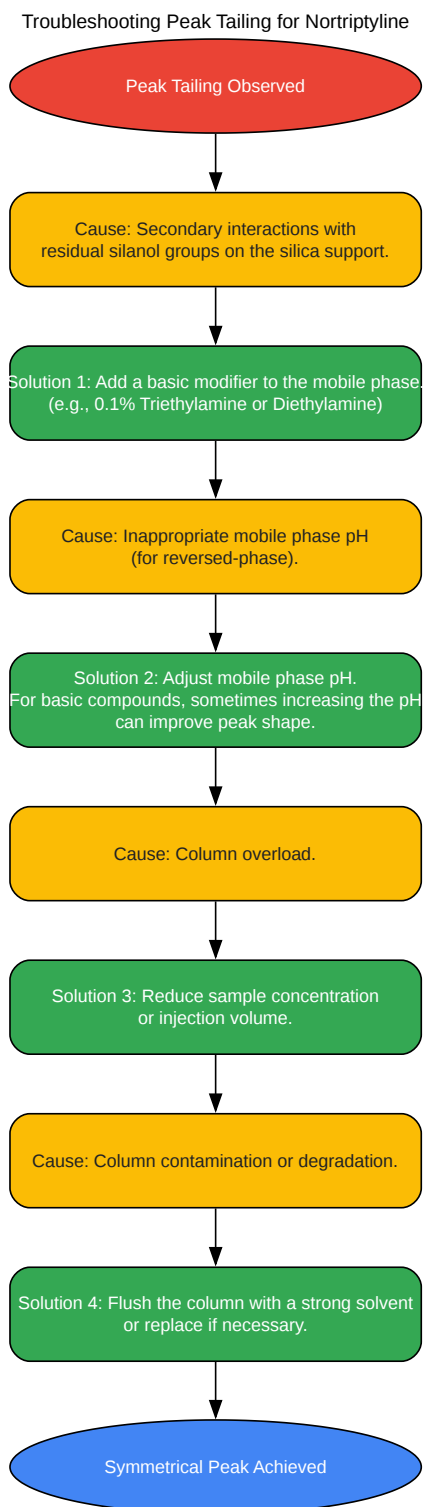 Troubleshooting Peak Tailing for Nortriptyline
Peak Tailing Observed
Cause: Secondary interactions with
residual silanol groups on the silica support.
Solution 1: Add a basic modifier to the mobile phase.
(e.g., 0.1% Triethylamine or Diethylamine)
Cause: Inappropriate mobile phase pH
(for reversed-phase).
Solution 2: Adjust mobile phase pH.
For basic compounds, sometimes increasing the pH
can improve peak shape.
Cause: Column overload.
Solution 3: Reduce sample concentration
or injection volume.
Cause: Column contamination or degradation.
Solution 4: Flush the column with a strong solvent
or replace if necessary.
Symmetrical Peak Achieved